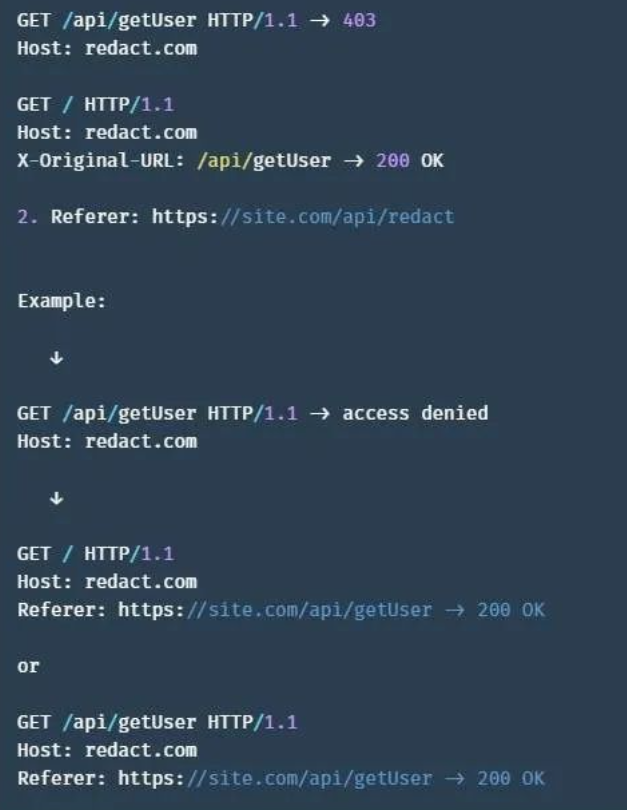 GET /api/getUser HTTP/1.1 → 403
Host: redact.com
GET / HTTP/1.1
Host: redact.com
X-Original-URL: /api/getUser → 200 OK
2. Referer: https://site.com/api/redact
Example:
↓
GET /api/getUser HTTP/1.1 → access denied
Host: redact.com
↓
GET / HTTP/1.1
Host: redact.com
Referer: https://site.com/api/getUser → 200 OK
or
GET /api/getUser HTTP/1.1
Host: redact.com
Referer: https://site.com/api/getUser → 200 OK